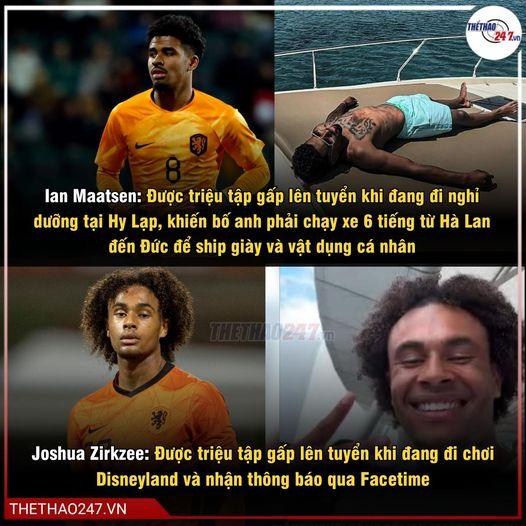 THỂTHAO
247.vn
8
Ian Maatsen: Được triệu tập gấp lên tuyển khi đang đi nghỉ
dưỡng tại Hy Lạp, khiến bố anh phải chạy xe 6 tiếng từ Hà Lan
đến Đức để ship giày và vật dụng cá nhân
THETHAO247.vn
Joshua Zirkzee: Được triệu tập gấp lên tuyển khi đang đi chơi
Disneyland và nhận thông báo qua Facetime
THETHAO247.VN